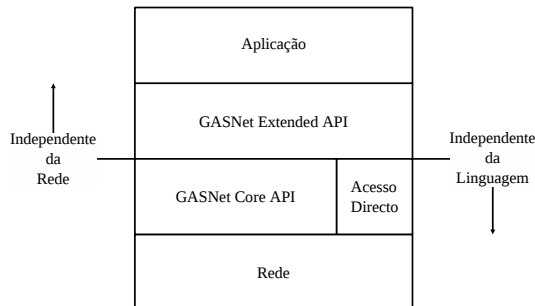 Aplicação
GASNet Extended API
Independente
da
Rede
Independente
da
Linguagem
GASNet Core API
Acesso
Directo
Rede